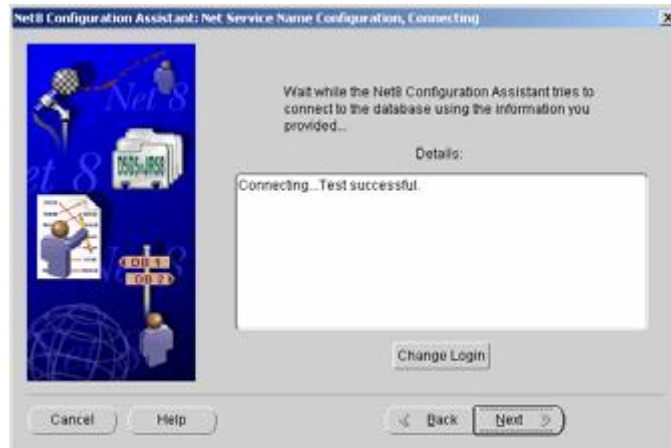 Net8 Configuration Assistant: Net Service Name Configuration, Connecting
Net 8
et 8
DB 1
DB 2
Wait while the Net8 Configuration Assistant tries to
connect to the database using the information you
provided...
Details:
Connecting...Test successful.
Change Login
Cancel
Help
Back
Next